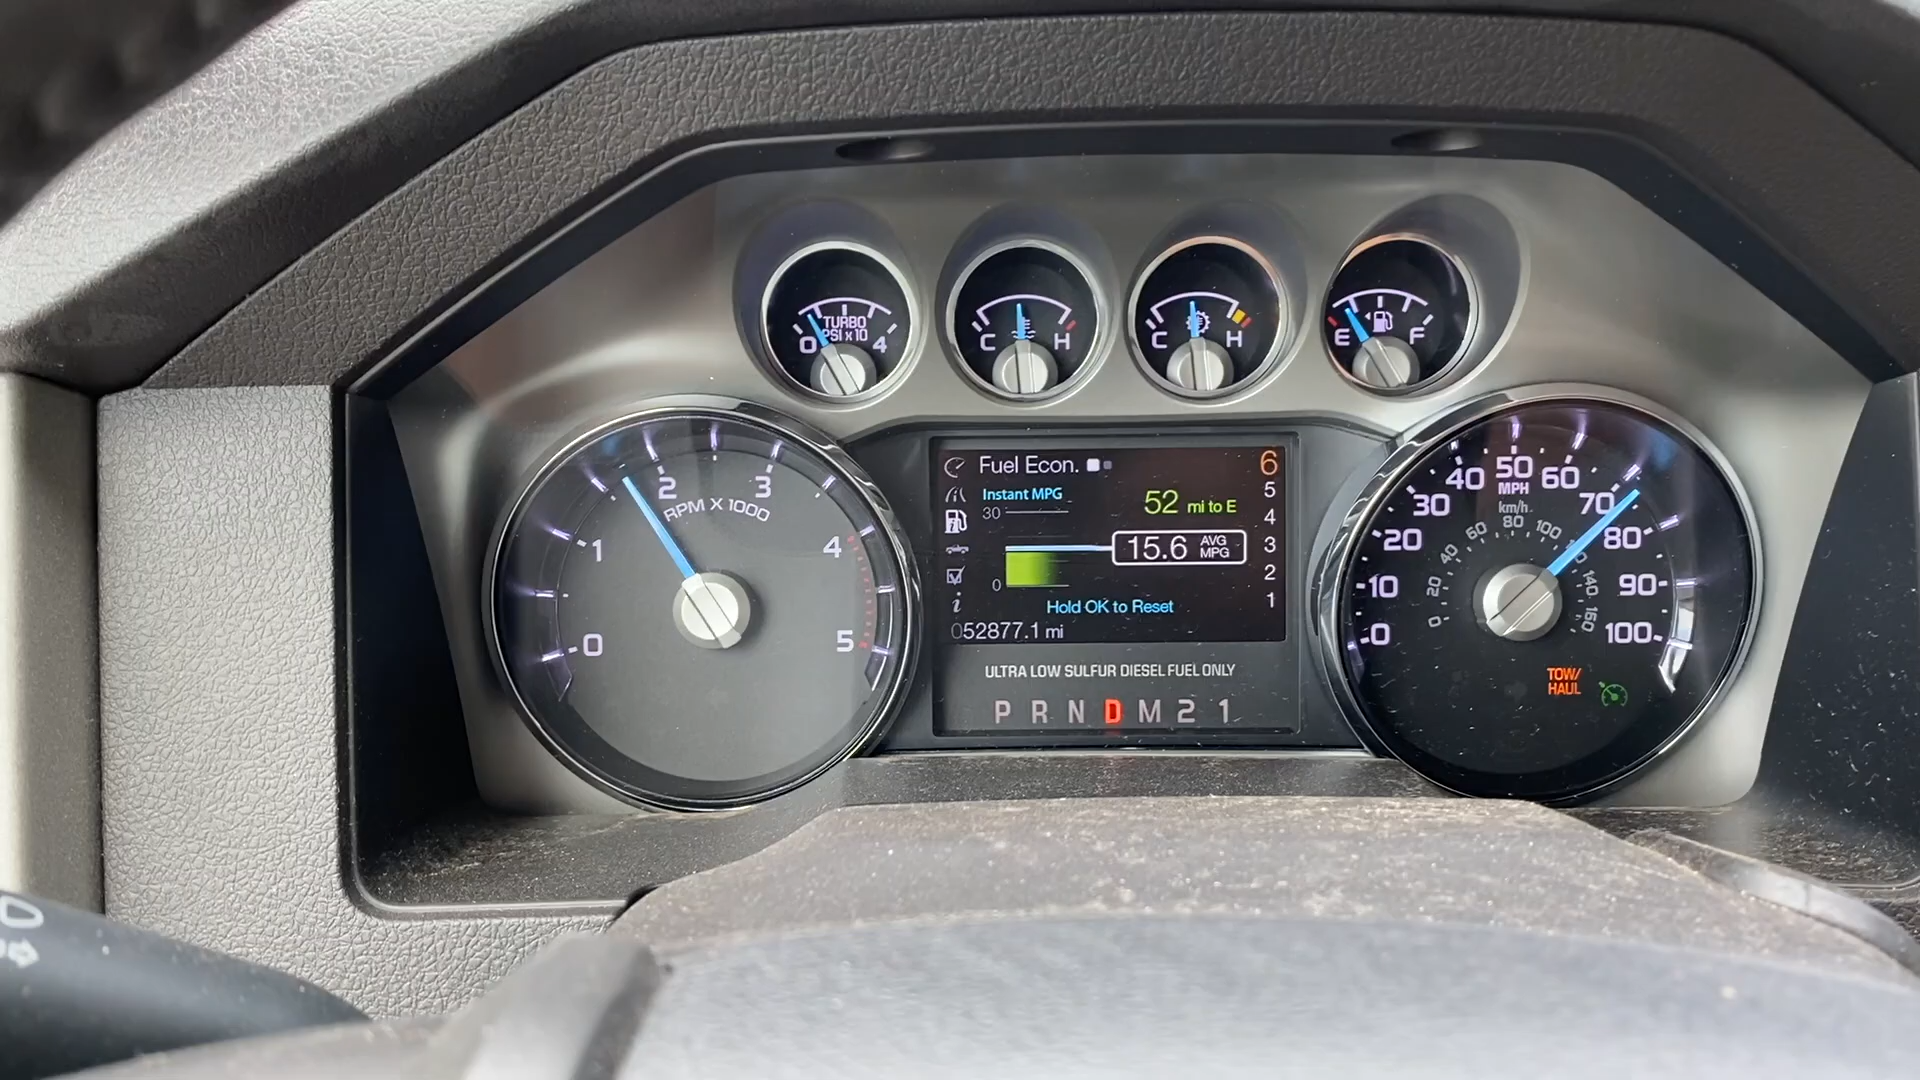 TURBO
PSI x 10
0 4
C H
C H
E F
0 1 2 3 4 5
RPM X 1000
Fuel Econ.
Instant MPG
30
52 mi to E
15.6 AVG MPG
0
Hold OK to Reset
052877.1 mi
6
5
4
3
2
1
ULTRA LOW SULFUR DIESEL FUEL ONLY
P R N D M 2 1
0 10 20 30 40 50 60 70 80 90 100
MPH
km/h
0 20 40 60 80 100 140 160
TOW/
HAUL